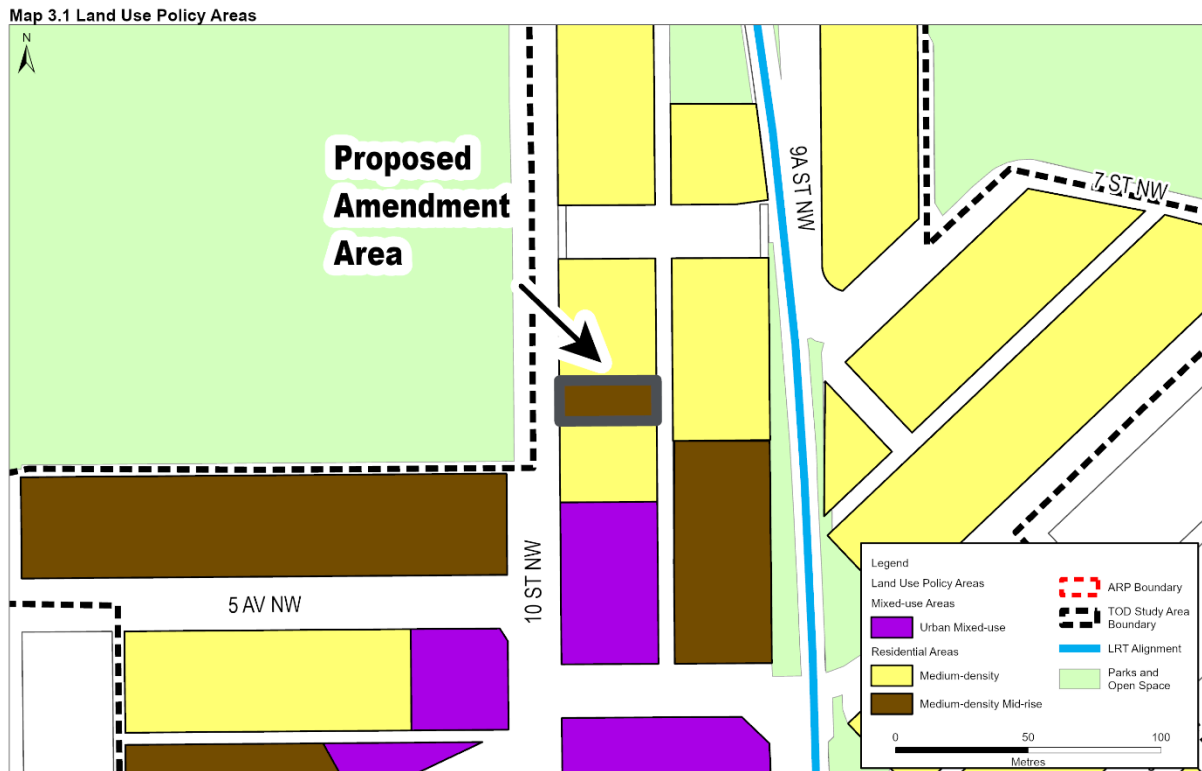 Map 3.1 Land Use Policy Areas
N
Proposed
Amendment
Area
9A ST NW
7 ST NW
10 ST NW
5 AV NW
Legend
Land Use Policy Areas
Mixed-use Areas
Urban Mixed-use
Residential Areas
Medium-density
Medium-density Mid-rise
ARP Boundary
TOD Study Area
Boundary
LRT Alignment
Parks and
Open Space
0 50 100
Metres